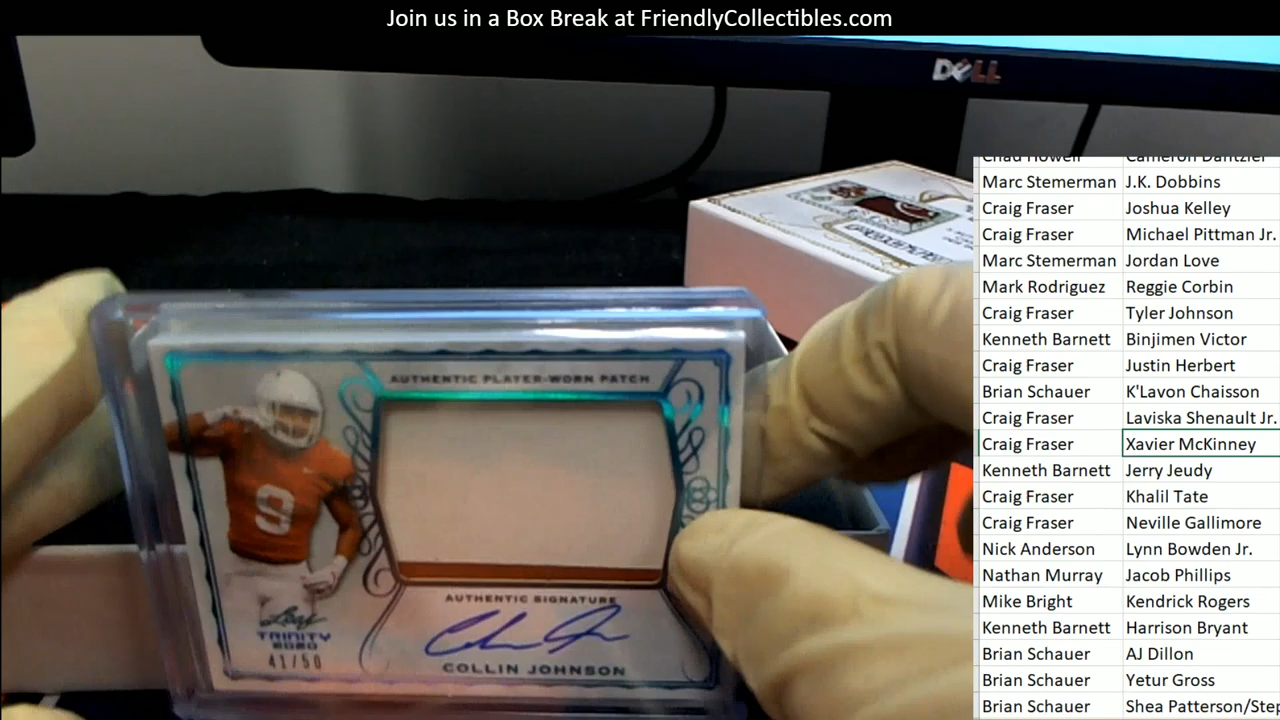 Join us in a Box Break at FriendlyCollectibles.com
DELL
AUTHENTIC PLAYER-WORN PATCH
9
AUTHENTIC SIGNATURE
Leaf
TRINITY
2020
41/50
COLLIN JOHNSON
Chad Howell Cameron Dantzler
Marc Stemerman J.K. Dobbins
Craig Fraser Joshua Kelley
Craig Fraser Michael Pittman Jr.
Marc Stemerman Jordan Love
Mark Rodriguez Reggie Corbin
Craig Fraser Tyler Johnson
Kenneth Barnett Binjimen Victor
Craig Fraser Justin Herbert
Brian Schauer K'Lavon Chaisson
Craig Fraser Laviska Shenault Jr.
Craig Fraser Xavier McKinney
Kenneth Barnett Jerry Jeudy
Craig Fraser Khalil Tate
Craig Fraser Neville Gallimore
Nick Anderson Lynn Bowden Jr.
Nathan Murray Jacob Phillips
Mike Bright Kendrick Rogers
Kenneth Barnett Harrison Bryant
Brian Schauer AJ Dillon
Brian Schauer Yetur Gross
Brian Schauer Shea Patterson/Step